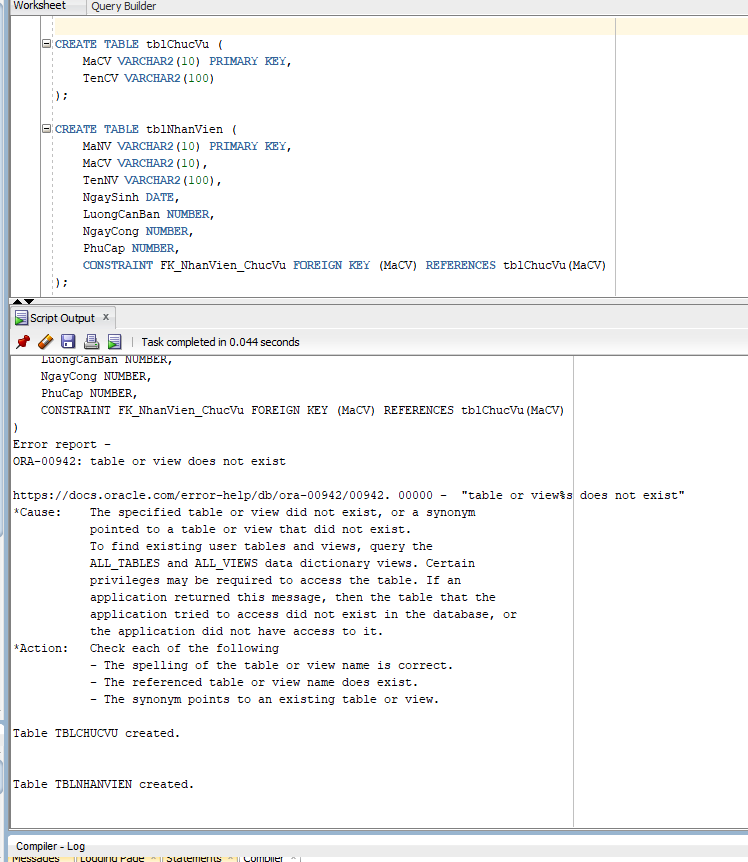 Worksheet Query Builder
CREATE TABLE tblChucVu (
MaCV VARCHAR2(10) PRIMARY KEY,
TenCV VARCHAR2(100)
);
CREATE TABLE tblNhanVien (
MaNV VARCHAR2(10) PRIMARY KEY,
MaCV VARCHAR2(10),
TenNV VARCHAR2(100),
NgaySinh DATE,
LuongCanBan NUMBER,
NgayCong NUMBER,
PhuCap NUMBER,
CONSTRAINT FK_NhanVien_ChucVu FOREIGN KEY (MaCV) REFERENCES tblChucVu(MaCV)
);
Script Output x
Task completed in 0.044 seconds
LuongCanBan NUMBER,
NgayCong NUMBER,
PhuCap NUMBER,
CONSTRAINT FK_NhanVien_ChucVu FOREIGN KEY (MaCV) REFERENCES tblChucVu(MaCV)
)
Error report -
ORA-00942: table or view does not exist
https://docs.oracle.com/error-help/db/ora-00942/00942. 00000 -  "table or view%s does not exist"
*Cause:    The specified table or view did not exist, or a synonym
pointed to a table or view that did not exist.
To find existing user tables and views, query the
ALL_TABLES and ALL_VIEWS data dictionary views. Certain
privileges may be required to access the table. If an
application returned this message, then the table that the
application tried to access did not exist in the database, or
the application did not have access to it.
*Action:   Check each of the following
- The spelling of the table or view name is correct.
- The referenced table or view name does exist.
- The synonym points to an existing table or view.
Table TBLCHUCVU created.
Table TBLNHANVIEN created.
Compiler - Log
Messages Logging Page × Statements × Compiler ×